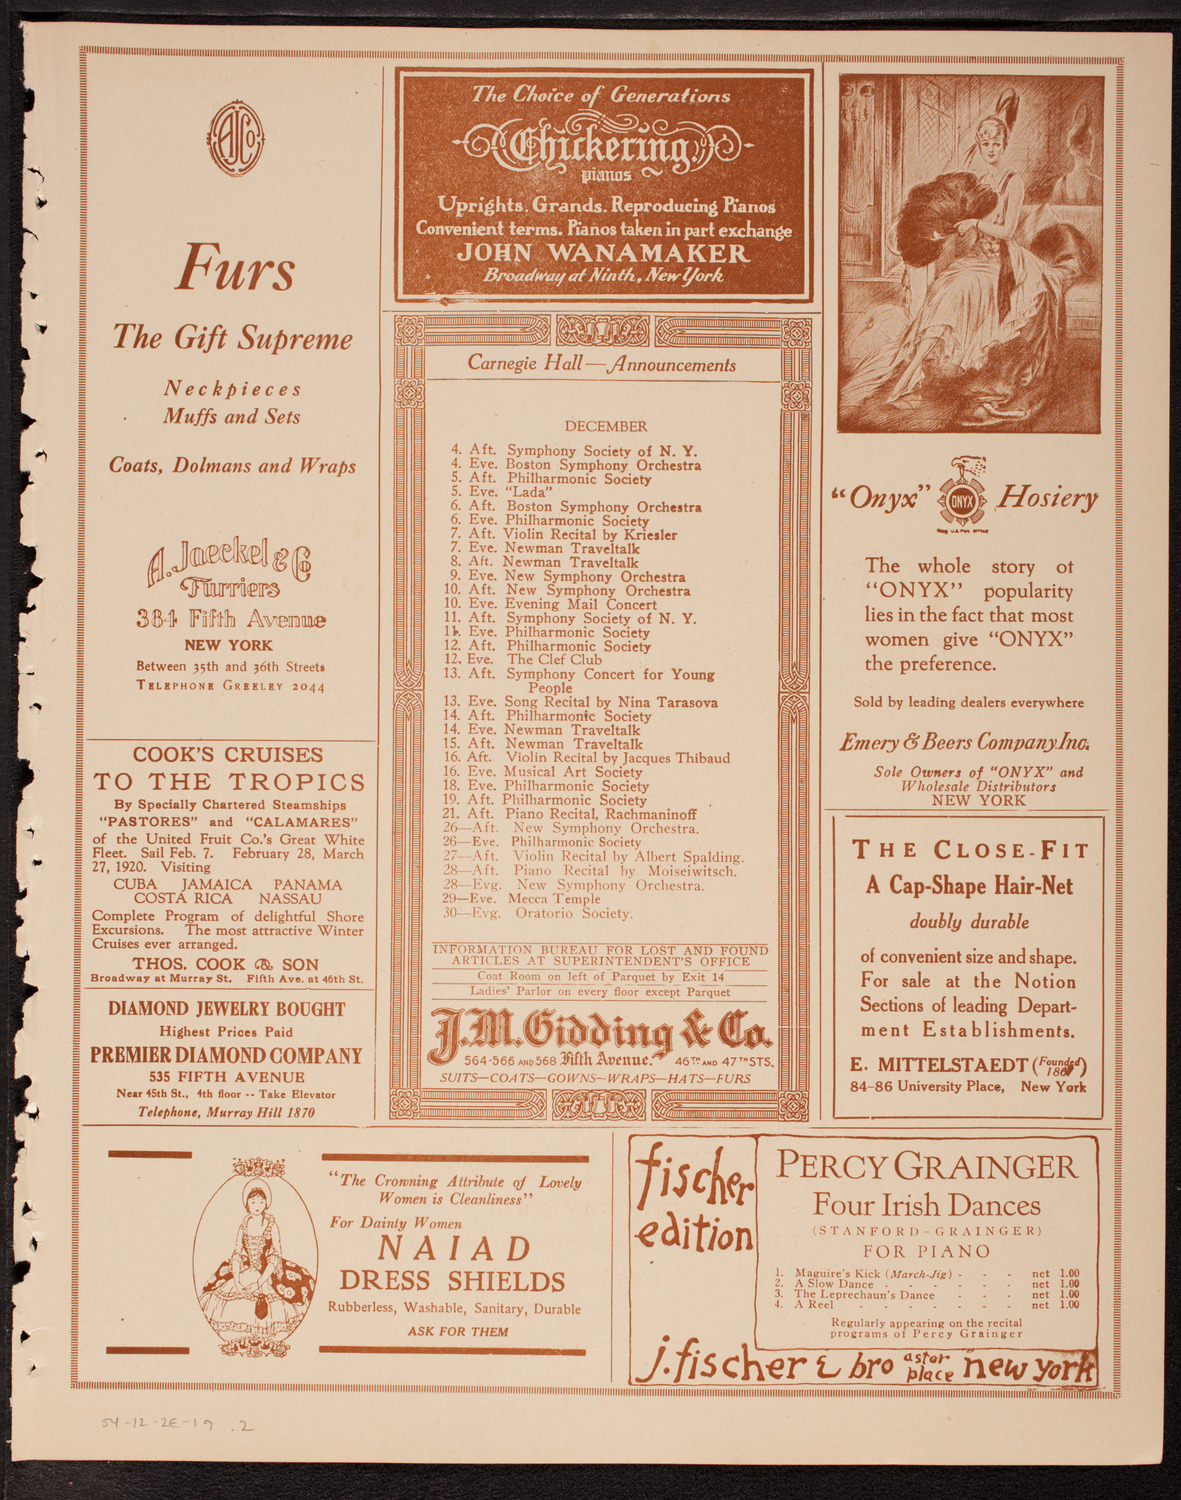 AJCo
Furs
The Gift Supreme
Neckpieces
Muffs and Sets
Coats, Dolmans and Wraps
A. Jaeckel & Co
Furriers
384 Fifth Avenue
NEW YORK
Between 35th and 36th Streets
TELEPHONE GREELEY 2044
COOK'S CRUISES
TO THE TROPICS
By Specially Chartered Steamships
"PASTORES" and "CALAMARES"
of the United Fruit Co.'s Great White
Fleet. Sail Feb. 7. February 28, March
27, 1920. Visiting
CUBA JAMAICA PANAMA
COSTA RICA NASSAU
Complete Program of delightful Shore
Excursions. The most attractive Winter
Cruises ever arranged.
THOS. COOK & SON
Broadway at Murray St. Fifth Ave. at 46th St.
DIAMOND JEWELRY BOUGHT
Highest Prices Paid
PREMIER DIAMOND COMPANY
535 FIFTH AVENUE
Near 45th St., 4th floor -- Take Elevator
Telephone, Murray Hill 1870
The Choice of Generations
Chickering
pianos
Uprights. Grands. Reproducing Pianos
Convenient terms. Pianos taken in part exchange
JOHN WANAMAKER
Broadway at Ninth, New York
Carnegie Hall—Announcements
DECEMBER
4. Aft. Symphony Society of N. Y.
4. Eve. Boston Symphony Orchestra
5. Aft. Philharmonic Society
5. Eve. "Lada"
6. Aft. Boston Symphony Orchestra
6. Eve. Philharmonic Society
7. Aft. Violin Recital by Kriesler
7. Eve. Newman Traveltalk
8. Aft. Newman Traveltalk
9. Eve. New Symphony Orchestra
10. Aft. New Symphony Orchestra
10. Eve. Evening Mail Concert
11. Aft. Symphony Society of N. Y.
11. Eve. Philharmonic Society
12. Aft. Philharmonic Society
12. Eve. The Clef Club
13. Aft. Symphony Concert for Young
People
13. Eve. Song Recital by Nina Tarasova
14. Aft. Philharmonic Society
14. Eve. Newman Traveltalk
15. Aft. Newman Traveltalk
16. Aft. Violin Recital by Jacques Thibaud
16. Eve. Musical Art Society
18. Eve. Philharmonic Society
19. Aft. Philharmonic Society
21. Aft. Piano Recital, Rachmaninoff
26—Aft. New Symphony Orchestra.
26—Eve. Philharmonic Society
27—Aft. Violin Recital by Albert Spalding.
28—Aft. Piano Recital by Moiseiwitsch.
28—Evg. New Symphony Orchestra.
29—Eve. Mecca Temple
30—Evg. Oratorio Society.
INFORMATION BUREAU FOR LOST AND FOUND
ARTICLES AT SUPERINTENDENT'S OFFICE
Coat Room on left of Parquet by Exit 14
Ladies' Parlor on every floor except Parquet
J.M. Gidding & Co.
564-566 AND 568 Fifth Avenue. 46TH AND 47TH STS.
SUITS—COATS—GOWNS—WRAPS—HATS—FURS
"Onyx" ONYX Hosiery
REG. U.S. PAT. OFFICE
The whole story of
"ONYX" popularity
lies in the fact that most
women give "ONYX"
the preference.
Sold by leading dealers everywhere
Emery & Beers Company Inc.
Sole Owners of "ONYX" and
Wholesale Distributors
NEW YORK
THE CLOSE-FIT
A Cap-Shape Hair-Net
doubly durable
of convenient size and shape.
For sale at the Notion
Sections of leading Depart-
ment Establishments.
E. MITTELSTAEDT (Founded
84-86 University Place, New York
"The Crowning Attribute of Lovely
Women is Cleanliness"
For Dainty Women
NAIAD
DRESS SHIELDS
Rubberless, Washable, Sanitary, Durable
ASK FOR THEM
fischer
edition
PERCY GRAINGER
Four Irish Dances
(STANFORD-GRAINGER)
FOR PIANO
1. Maguire's Kick (March-Jig) - - - net 1.00
2. A Slow Dance - - - - - - net 1.00
3. The Leprechaun's Dance - - - net 1.00
4. A Reel - - - - - - - net 1.00
Regularly appearing on the recital
programs of Percy Grainger
j. fischer & bro astor place new york
54-12-2E-19 .2